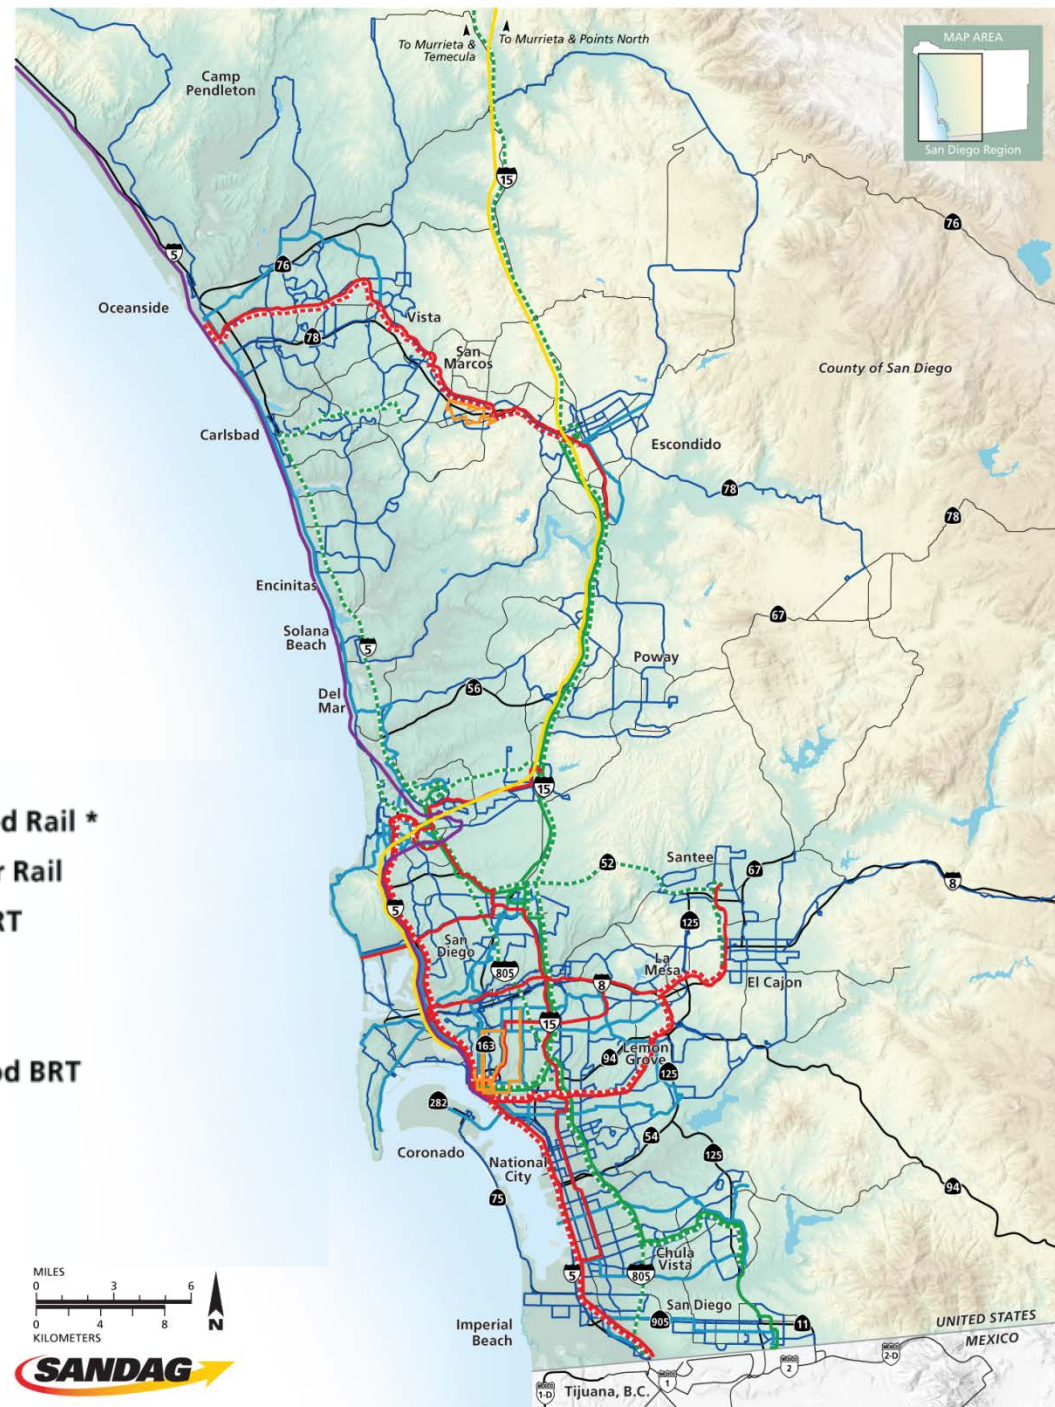 To Murrieta &
Temecula
To Murrieta & Points North
MAP AREA
San Diego Region
Camp
Pendleton
15
76
5
76
Oceanside
Vista
78
San
Marcos
County of San Diego
Carlsbad
Escondido
78
78
Encinitas
67
Solana
Beach
5
Poway
Del
Mar
56
15
d Rail *
r Rail
RT
od BRT
52
Santee
67
8
5
125
San
Diego
La
Mesa
805
8
El Cajon
15
163
94
Lemon
Grove
125
282
54
Coronado
National
City
125
75
94
Chula
Vista
5
805
MILES
0 3 6
0 4 8
KILOMETERS
N
San Diego
905
11
Imperial
Beach
UNITED STATES
MEXICO
MEXICO
2-D
MEXICO
2
MEXICO
1
MEXICO
1-D
Tijuana, B.C.
SANDAG